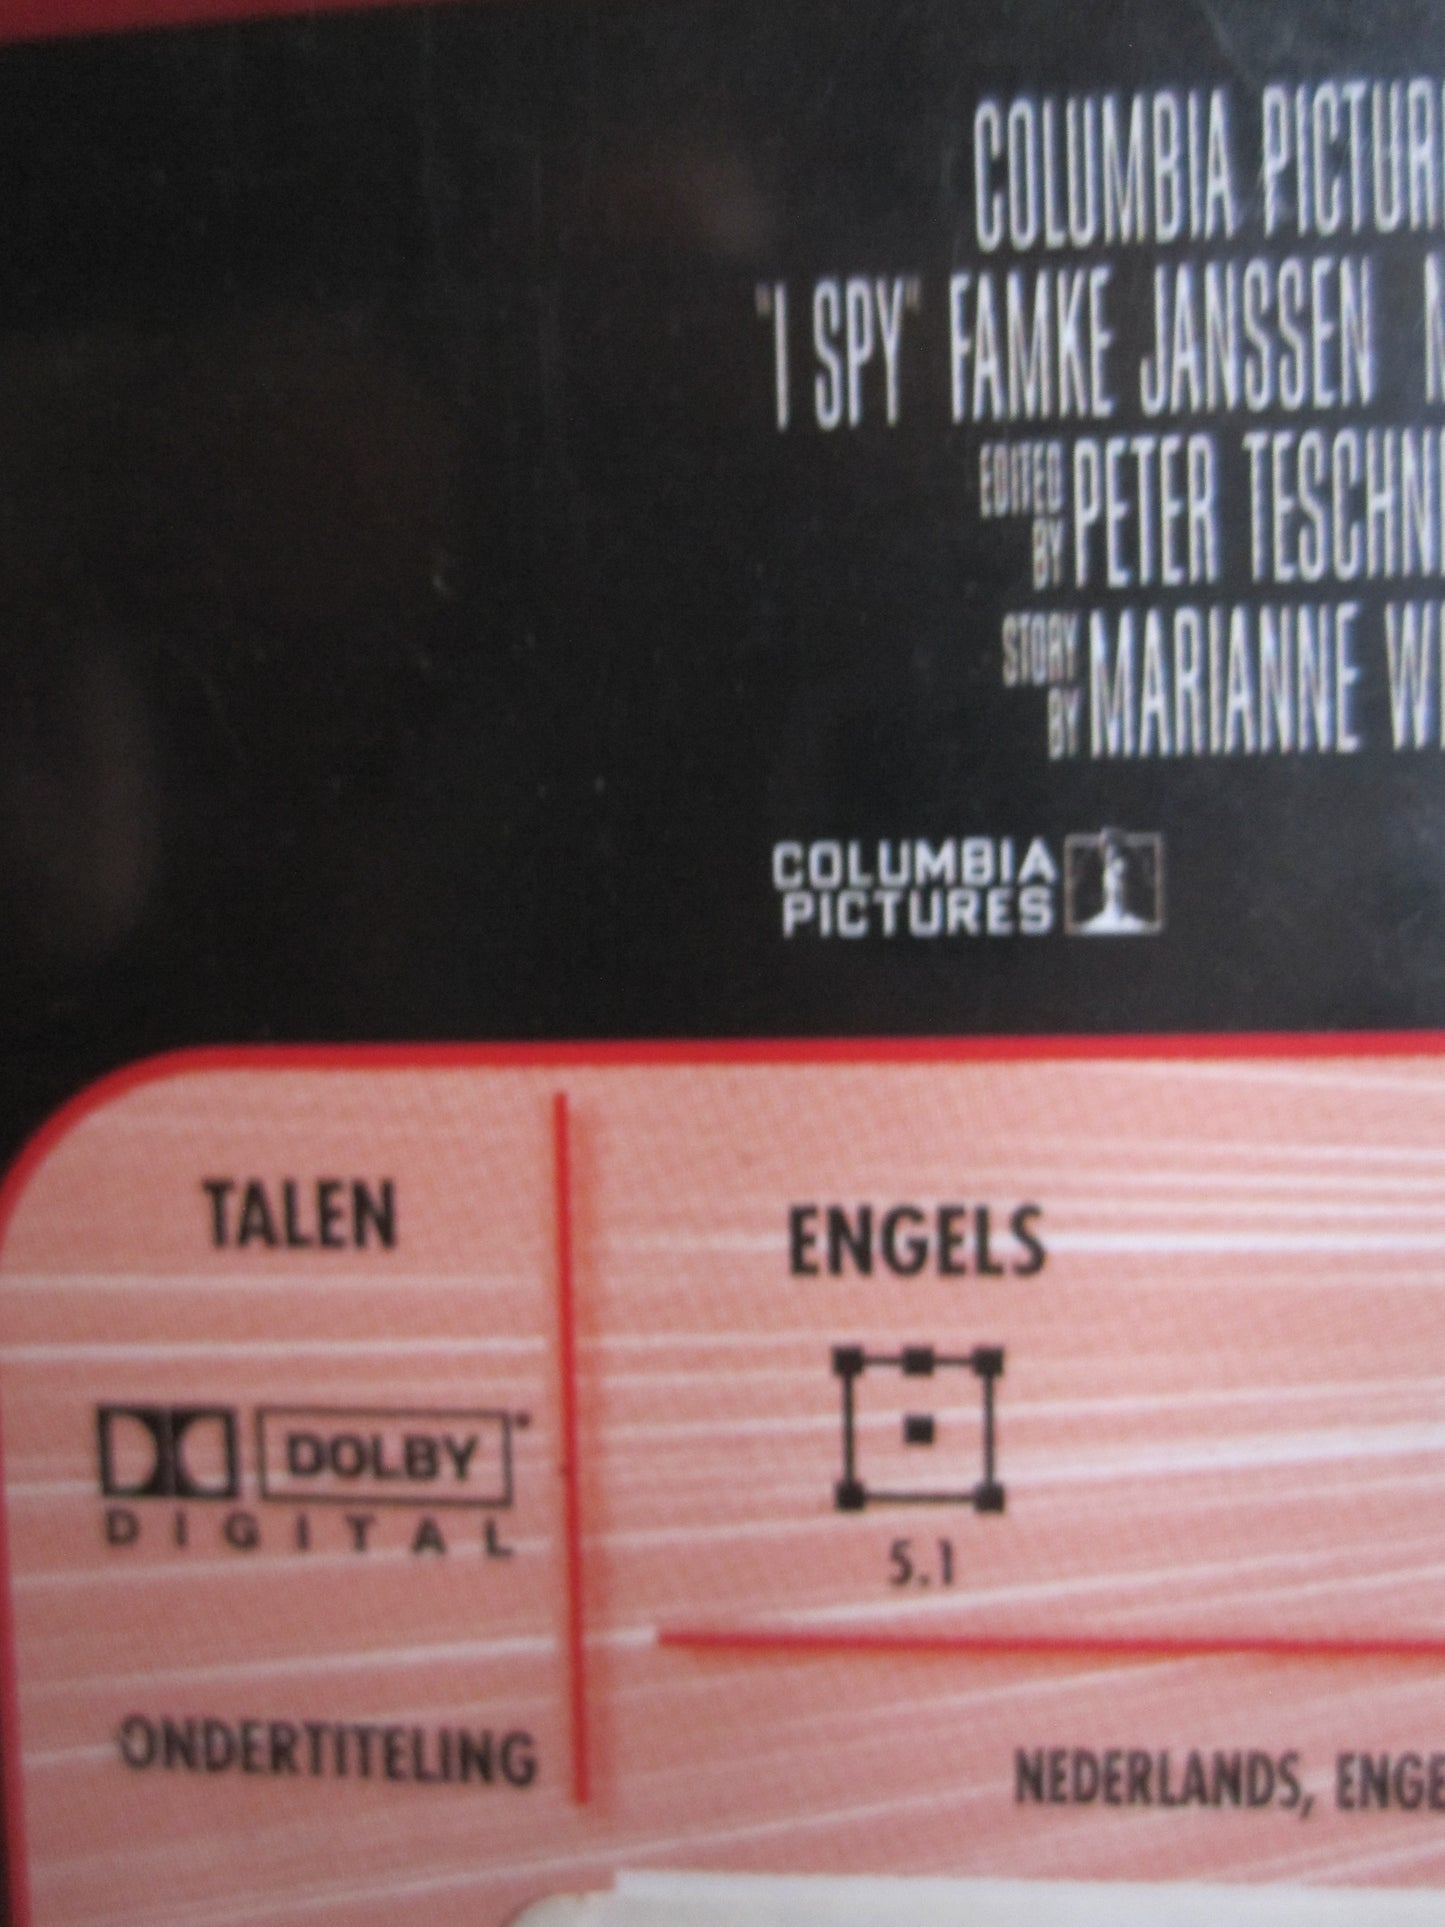 COLUMBIA PICTUR
"I SPY" FAMKE JANSSEN
EDITED BY PETER TESCHN
STORY BY MARIANNE W
COLUMBIA
PICTURES
TALEN
ENGELS
DOLBY
DIGITAL
5.1
ONDERTITELING
NEDERLANDS, ENGE